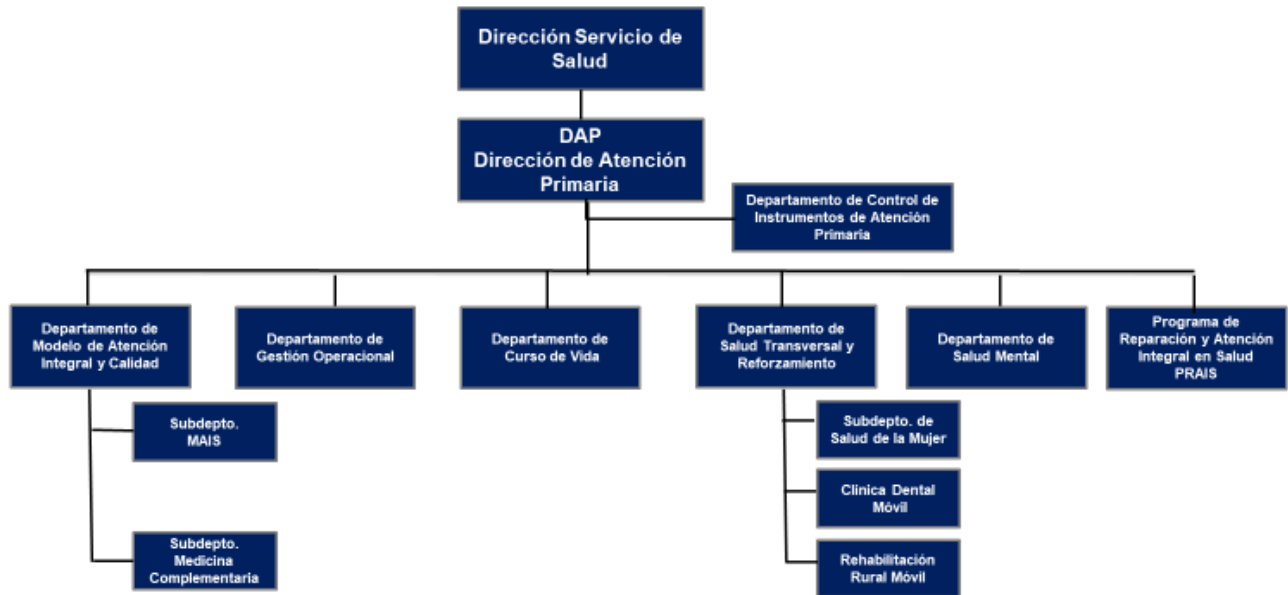 Dirección Servicio de
Salud
DAP
Dirección de Atención
Primaria
Departamento de Control de
Instrumentos de Atención
Primaria
Departamento de
Modelo de Atención
Integral y Calidad
Departamento de
Gestión Operacional
Departamento de
Curso de Vida
Departamento de
Salud Transversal y
Reforzamiento
Departamento de
Salud Mental
Programa de
Reparación y Atención
Integral en Salud
PRAIS
Subdepto.
MAIS
Subdepto.
Medicina
Complementaria
Subdepto. de
Salud de la Mujer
Clínica Dental
Móvil
Rehabilitación
Rural Móvil